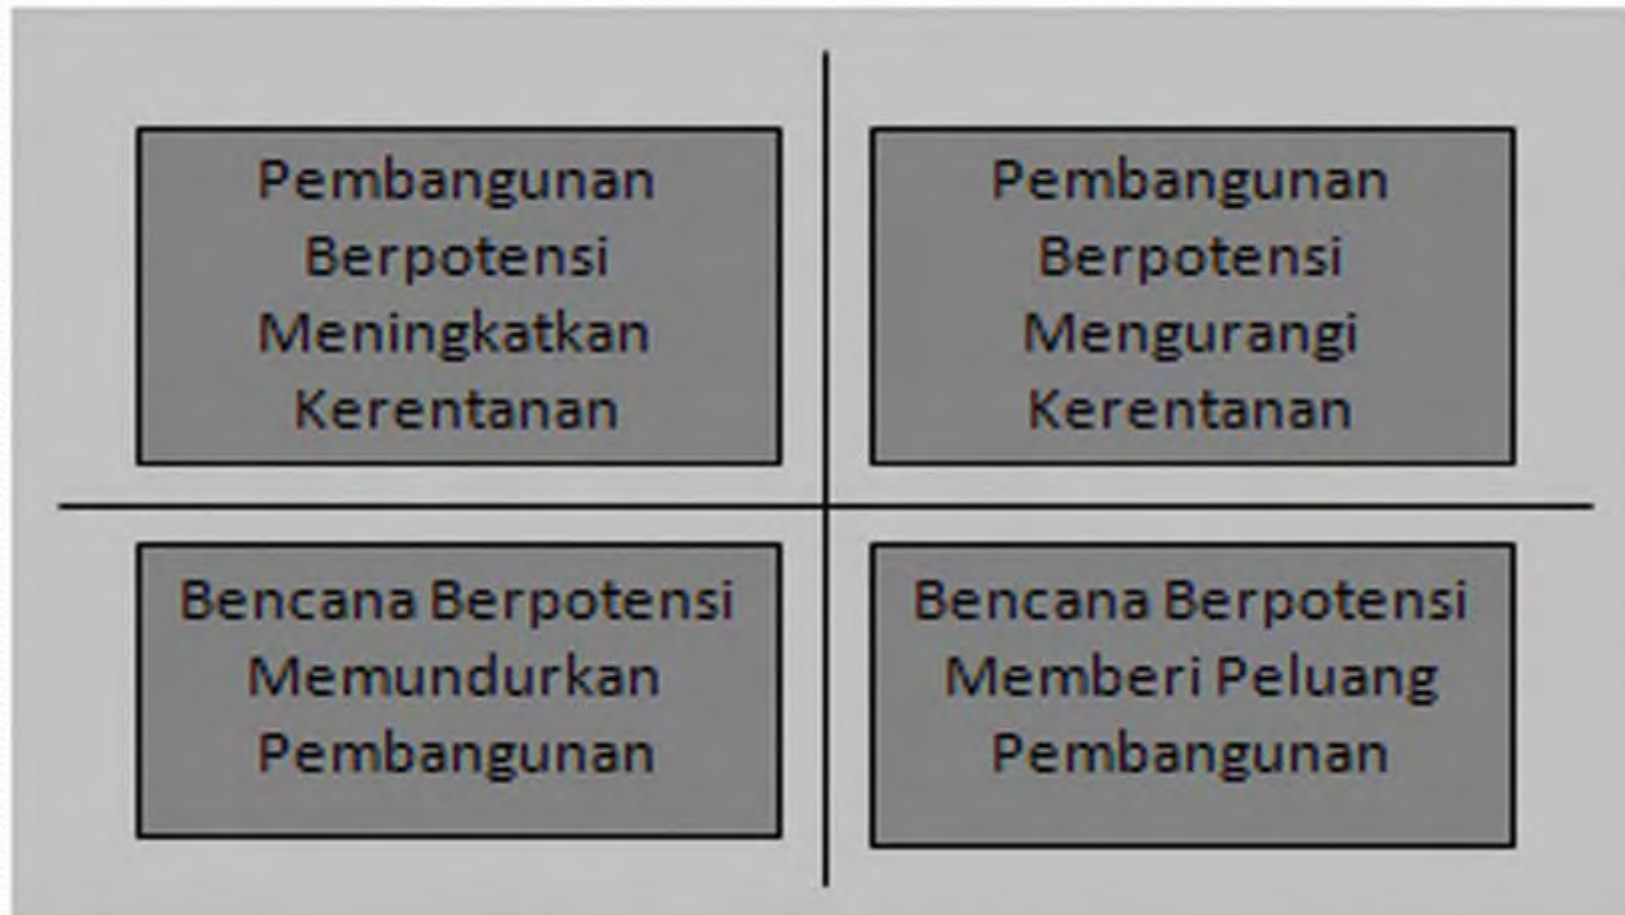 Pembangunan
Berpotensi
Meningkatkan
Kerentanan
Pembangunan
Berpotensi
Mengurangi
Kerentanan
Bencana Berpotensi
Memundurkan
Pembangunan
Bencana Berpotensi
Memberi Peluang
Pembangunan